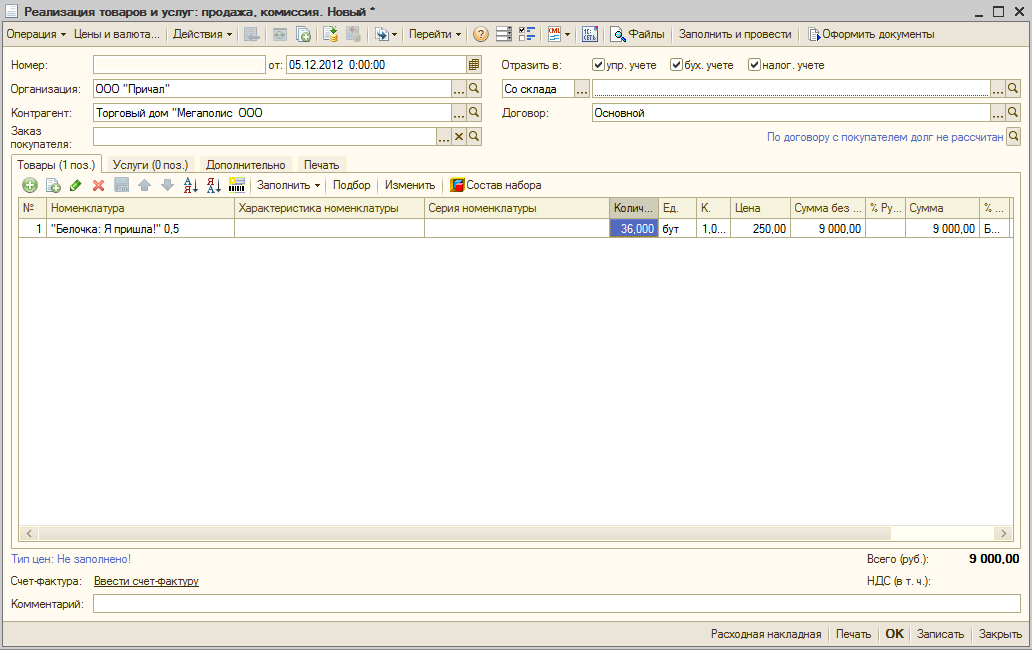 Реализация товаров и услуг: продажа, комиссия. Новый *
Операция Цены и валюта... Действия Перейти Файлы Заполнить и провести Оформить документы
Номер: от: 05.12.2012 0:00:00 Отразить в: упр. учете бух. учете налог. учете
Организация: ООО "Причал" ... Со склада ... ...
Контрагент: Торговый дом "Мегаполис ООО ... Договор: Основной ...
Заказ
покупателя: ... По договору с покупателем долг не рассчитан
Товары (1 поз.) Услуги (0 поз.) Дополнительно Печать
Заполнить Подбор Изменить Состав набора
№ Номенклатура Характеристика номенклатуры Серия номенклатуры Колич... Ед. К. Цена Сумма без ... % Ру... Сумма % ...
1 "Белочка: Я пришла!" 0,5 36,000 бут 1,0... 250,00 9 000,00 9 000,00 Б...
Тип цен: Не заполнено! Всего (руб.): 9 000,00
Счет-фактура: Ввести счет-фактуру НДС (в т. ч.):
Комментарий:
Расходная накладная Печать OK Записать Закрыть